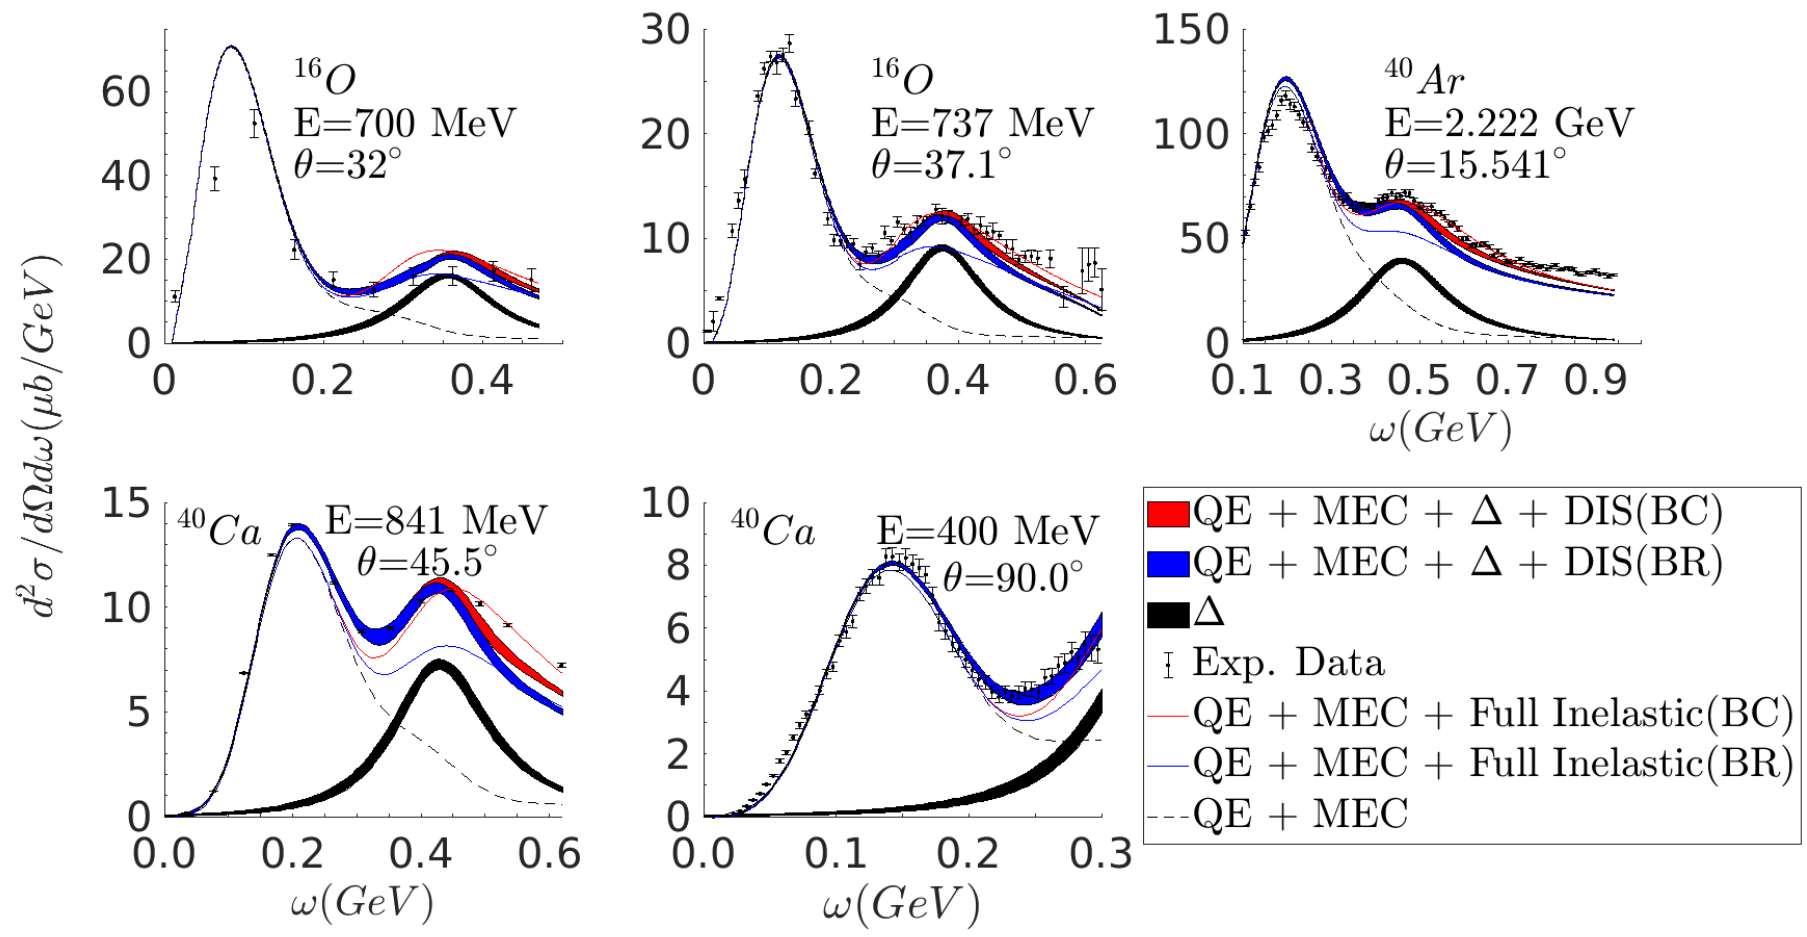 d²σ/dΩdω(μb/GeV)
60
40
20
0
0 0.2 0.4
¹⁶O
E=700 MeV
θ=32°
30
20
10
0
0 0.2 0.4 0.6
¹⁶O
E=737 MeV
θ=37.1°
150
100
50
0
0.1 0.3 0.5 0.7 0.9
⁴⁰Ar
E=2.222 GeV
θ=15.541°
ω(GeV)
15
10
5
0
0.0 0.2 0.4 0.6
⁴⁰Ca
E=841 MeV
θ=45.5°
ω(GeV)
10
8
6
4
2
0
0.0 0.1 0.2 0.3
⁴⁰Ca
E=400 MeV
θ=90.0°
ω(GeV)
QE + MEC + Δ + DIS(BC)
QE + MEC + Δ + DIS(BR)
Δ
Exp. Data
QE + MEC + Full Inelastic(BC)
QE + MEC + Full Inelastic(BR)
QE + MEC